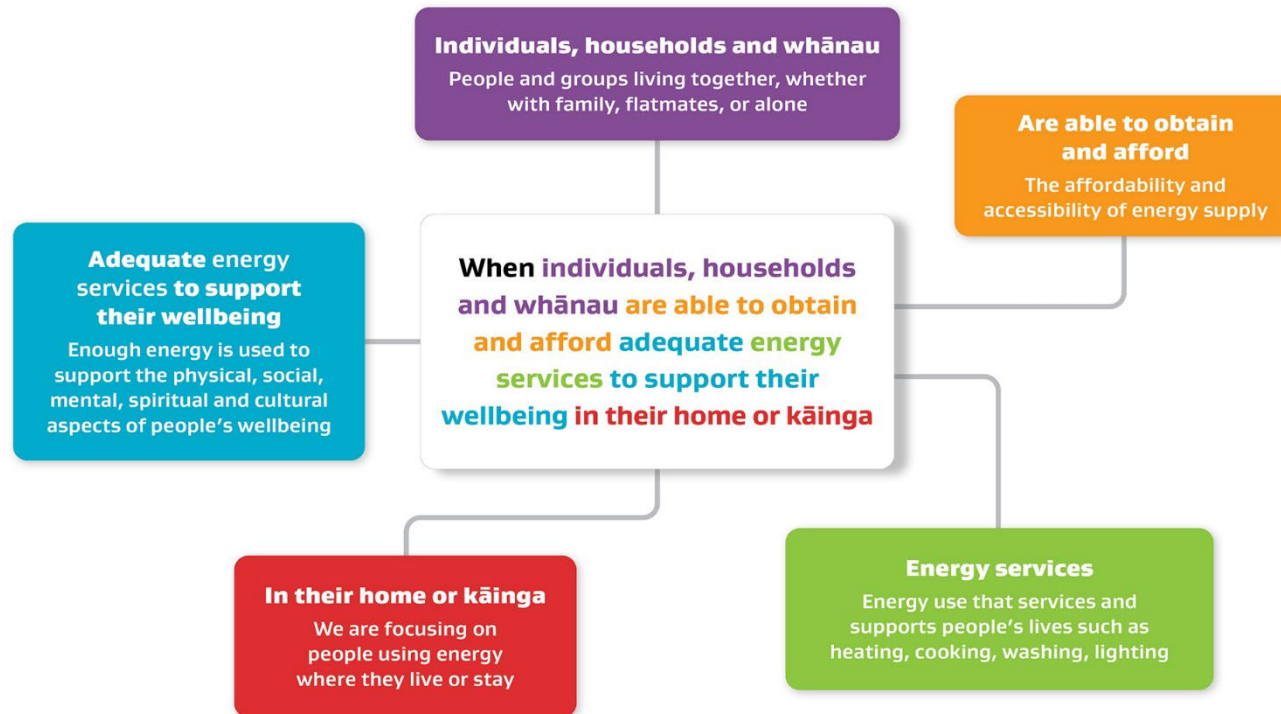 Individuals, households and whānau
People and groups living together, whether
with family, flatmates, or alone
Are able to obtain
and afford
The affordability and
accessibility of energy supply
Adequate energy
services to support
their wellbeing
Enough energy is used to
support the physical, social,
mental, spiritual and cultural
aspects of people's wellbeing
When individuals, households
and whānau are able to obtain
and afford adequate energy
services to support their
wellbeing in their home or kāinga
In their home or kāinga
We are focusing on
people using energy
where they live or stay
Energy services
Energy use that services and
supports people's lives such as
heating, cooking, washing, lighting